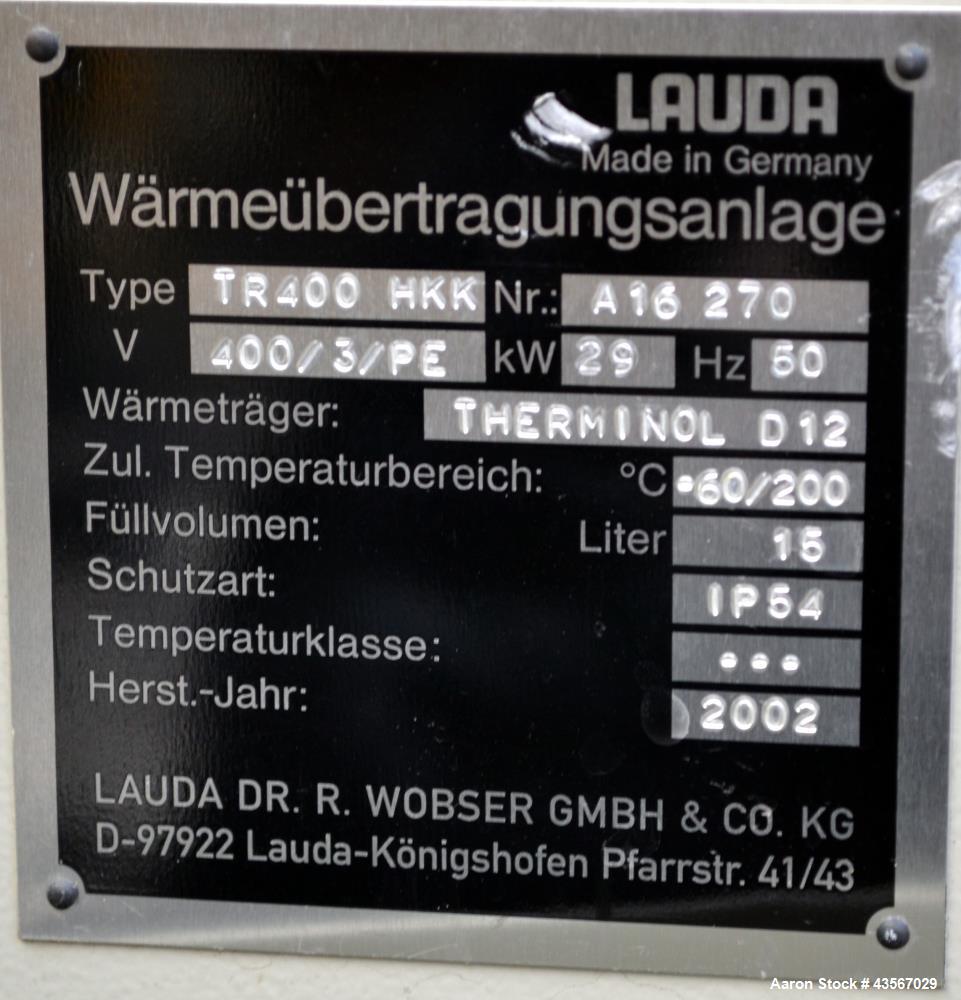 LAUDA
Made in Germany
Wärmeübertragungsanlage
Type TR400 HKK Nr.: A16 270
V 400/3/PE kW 29 Hz 50
Wärmeträger: THERMINOL D12
Zul. Temperaturbereich: °C -60/200
Füllvolumen: Liter 15
Schutzart: IP54
Temperaturklasse: ---
Herst.-Jahr: 2002
LAUDA DR. R. WOBSER GMBH & CO. KG
D-97922 Lauda-Königshofen Pfarrstr. 41/43
Aaron Stock # 43567029